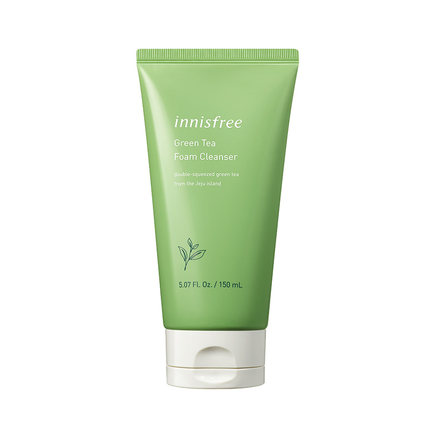 innisfree
Green Tea
Foam Cleanser
double-squeezed green tea
from the Jeju island
5.07 Fl. Oz. / 150 mL